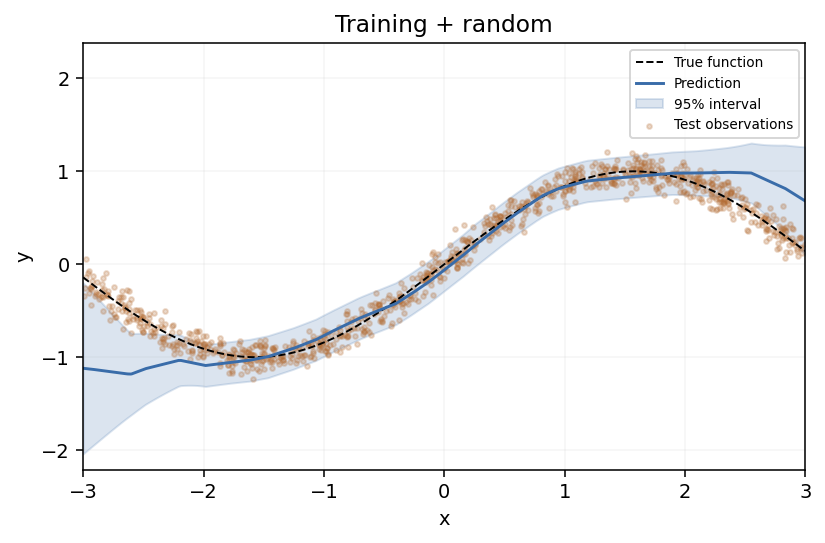 Training + random
True function
Prediction
95% interval
Test observations
2
1
0
−1
−2
y
−3 −2 −1 0 1 2 3
x